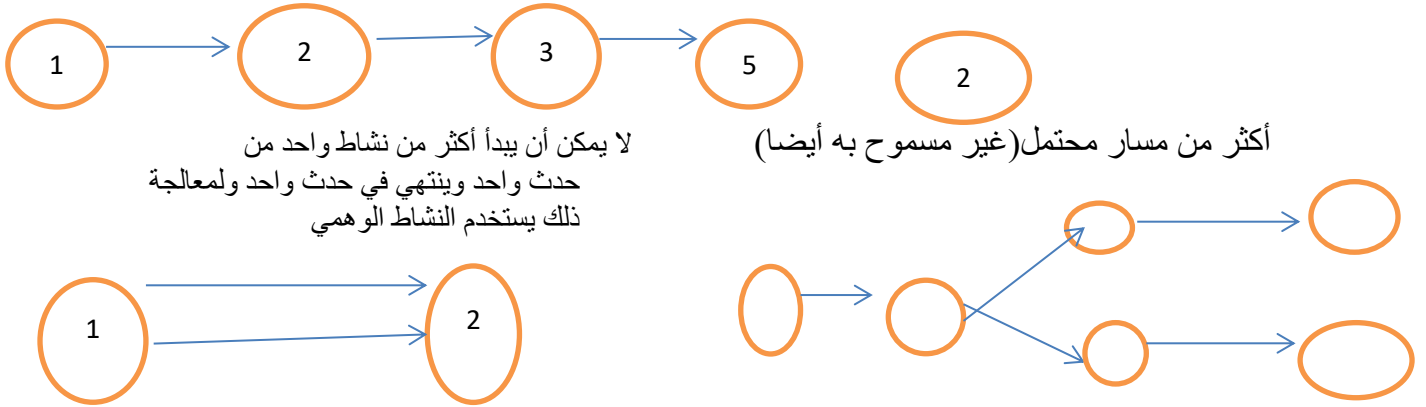 1 2 3 5 2
أكثر من مسار محتمل(غير مسموح به أيضا)
لا يمكن أن يبدأ أكثر من نشاط واحد من
حدث واحد وينتهي في حدث واحد ولمعالجة
ذلك يستخدم النشاط الوهمي
1 2